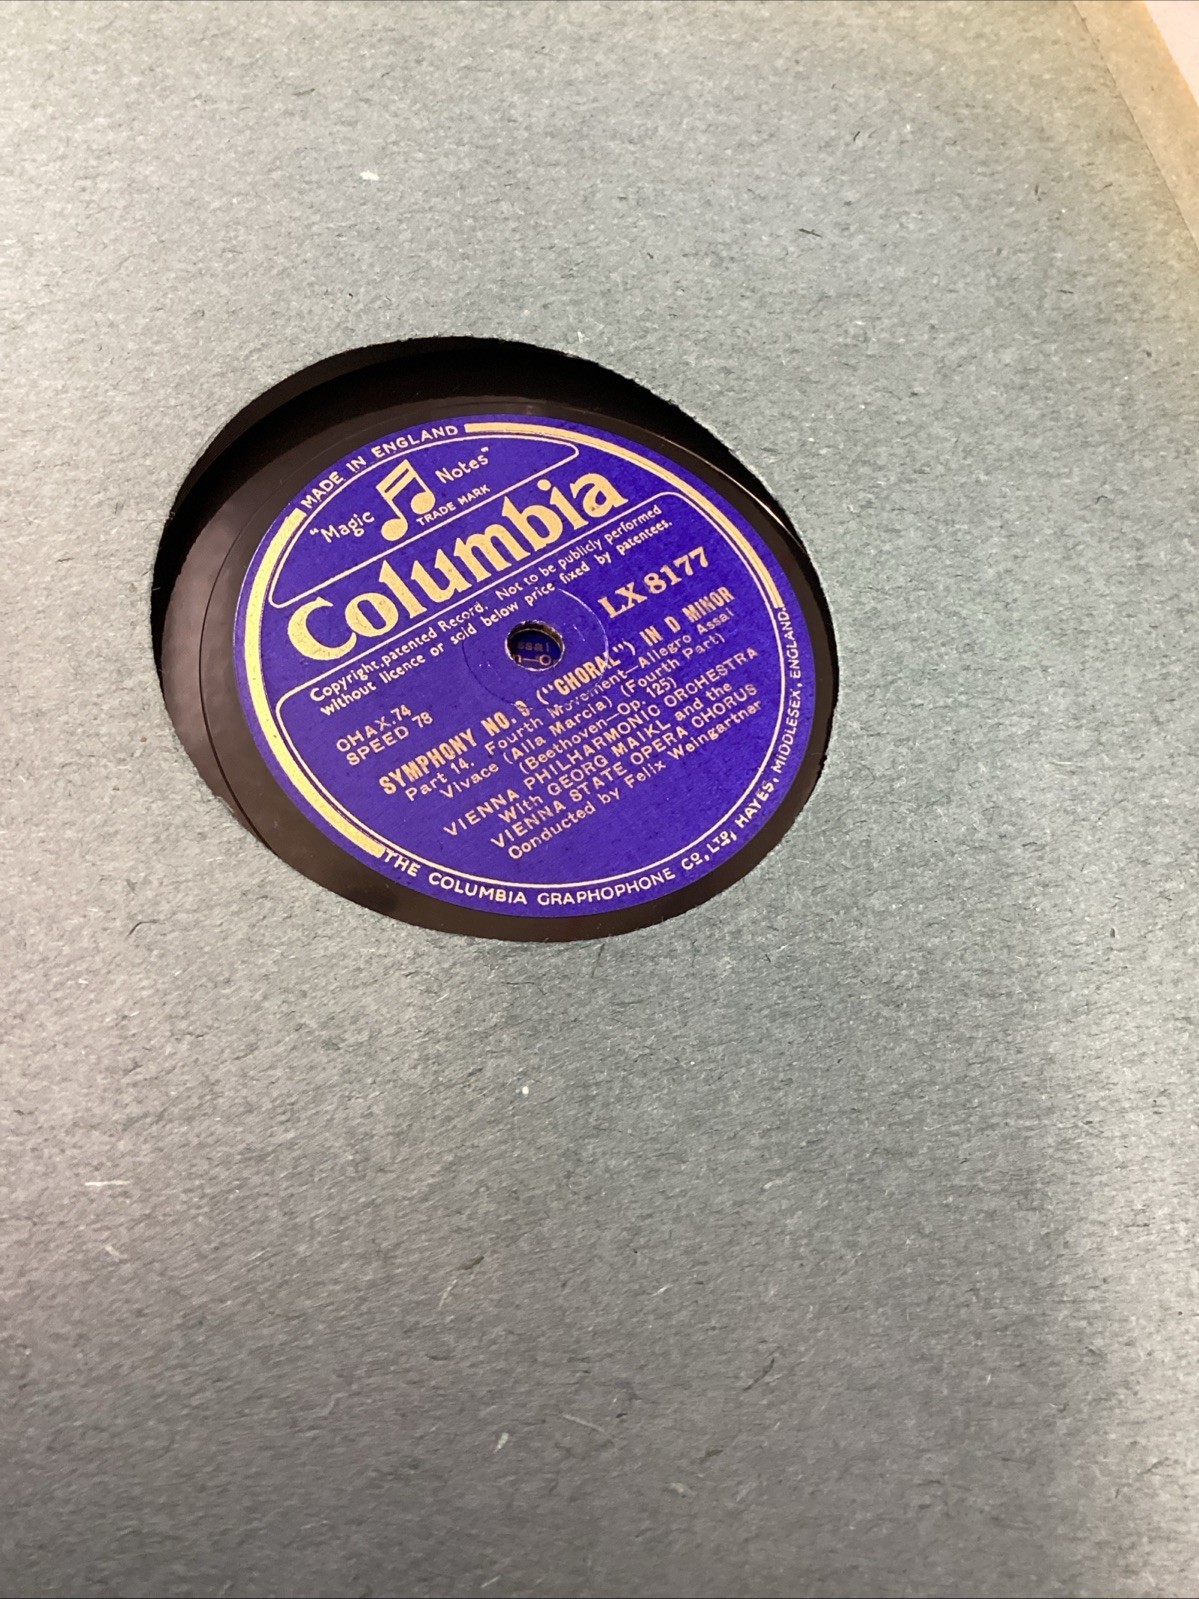 MADE IN ENGLAND
"Magic Notes"
TRADE MARK
Columbia
Copyright, patented Record. Not to be publicly performed
without licence or sold below price fixed by patentees.
LX 8177
OHAX.74
SPEED 78
SYMPHONY NO. 9 ("CHORAL") IN D MINOR
Part 14. Fourth Movement—Allegro Assai
Vivace (Alla Marcia) (Fourth Part)
(Beethoven—Op. 125)
VIENNA PHILHARMONIC ORCHESTRA
With GEORG MAIKL and the
VIENNA STATE OPERA CHORUS
Conducted by Felix Weingartner
THE COLUMBIA GRAPHOPHONE Co, LTD, HAYES, MIDDLESEX, ENGLAND.